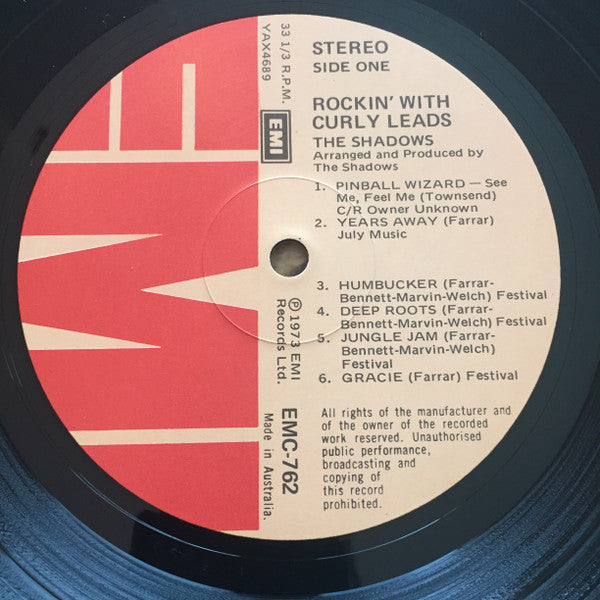 STEREO
SIDE ONE
ROCKIN' WITH
CURLY LEADS
THE SHADOWS
Arranged and Produced by
The Shadows
1. PINBALL WIZARD — See
Me, Feel Me (Townsend)
C/R Owner Unknown
2. YEARS AWAY (Farrar)
July Music
3. HUMBUCKER (Farrar-
Bennett-Marvin-Welch) Festival
4. DEEP ROOTS (Farrar-
Bennett-Marvin-Welch) Festival
5. JUNGLE JAM (Farrar-
Bennett-Marvin-Welch)
Festival
6. GRACIE (Farrar) Festival
All rights of the manufacturer and
of the owner of the recorded
work reserved. Unauthorised
public performance,
broadcasting and
copying of
this record
prohibited.
33 1/3 R.P.M.
YAX4689
EMI
℗ 1973 EMI
Records Ltd.
EMC-762
Made in Australia.
EMI